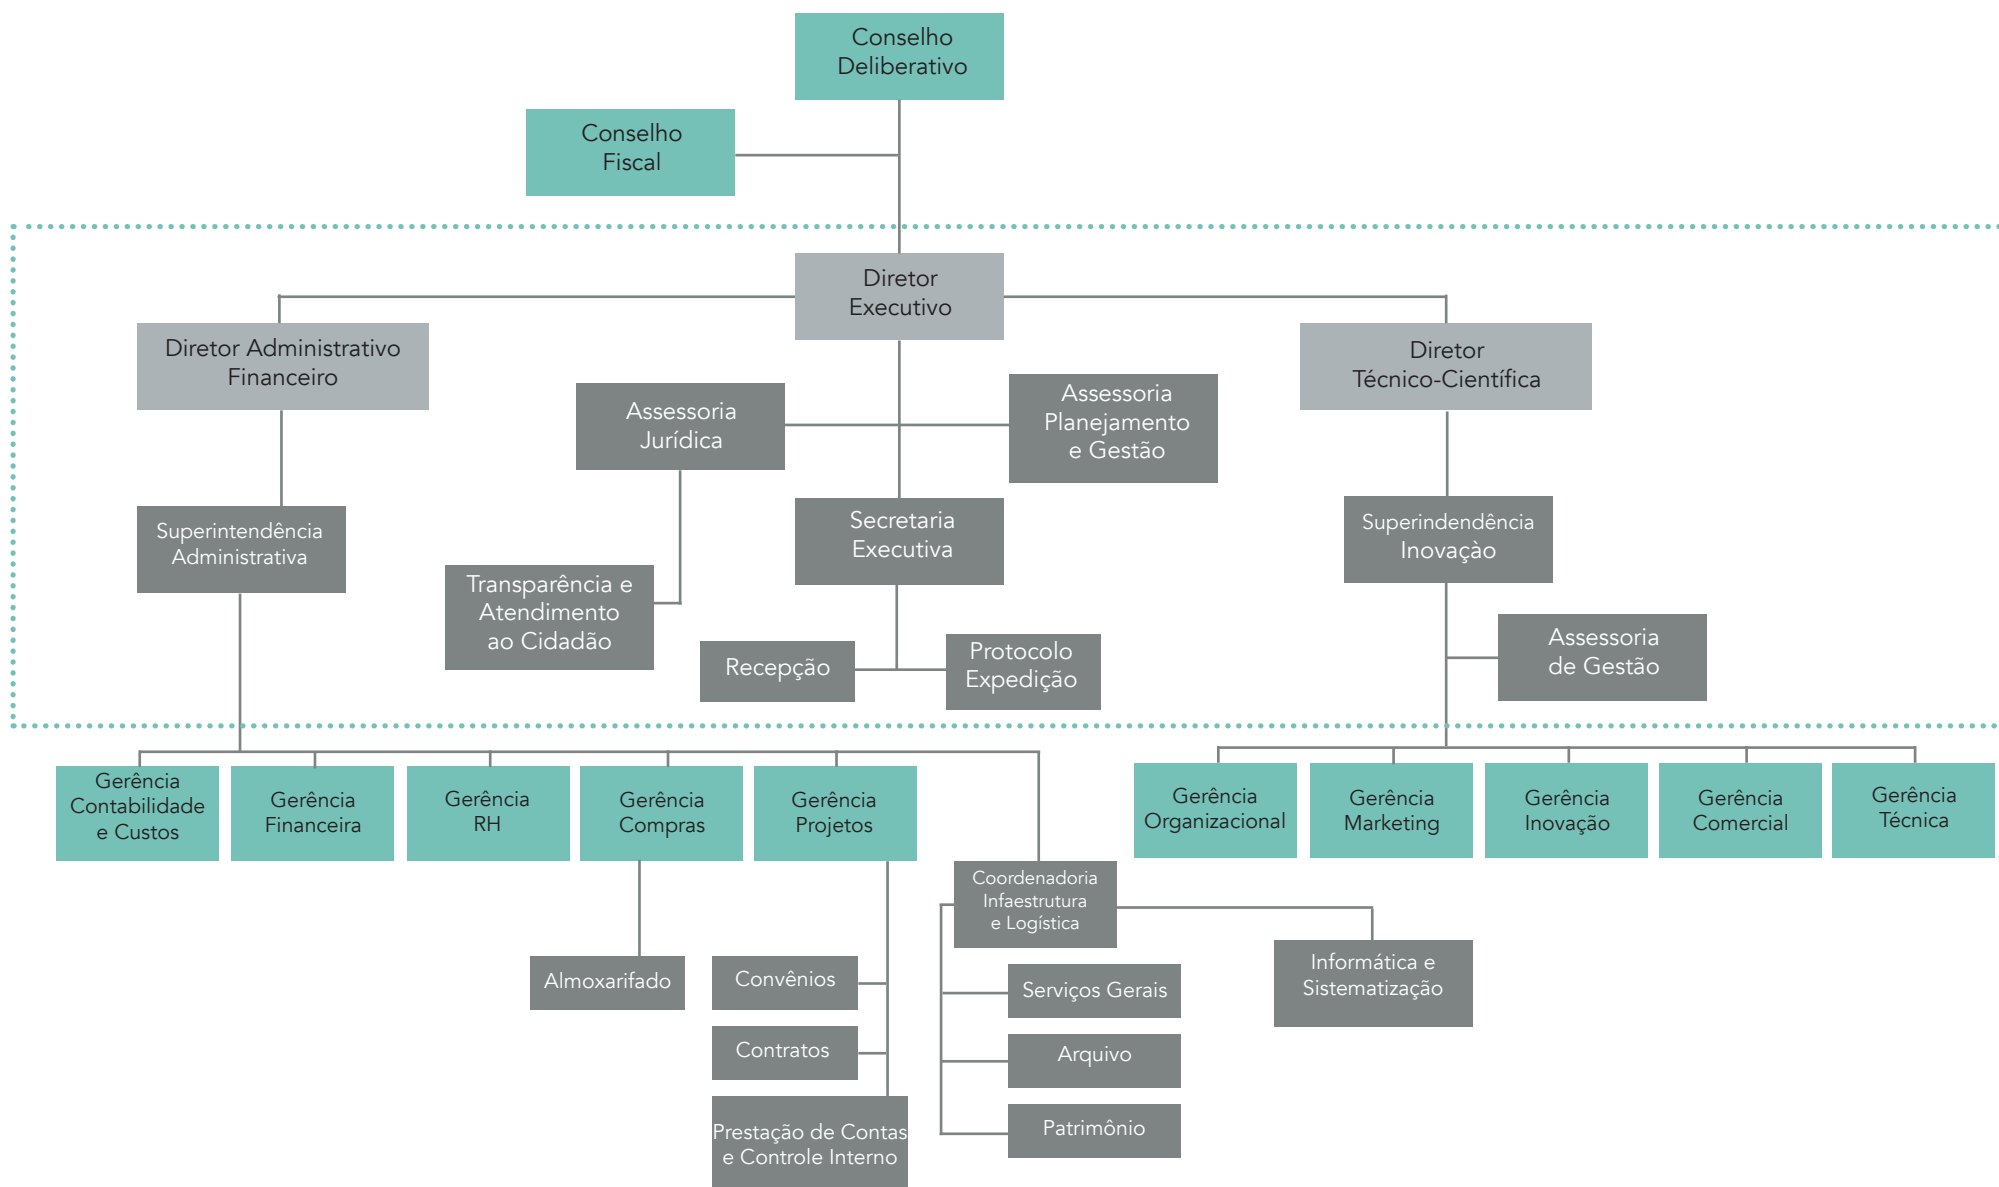 Conselho
Deliberativo
Conselho
Fiscal
Diretor
Executivo
Diretor Administrativo
Financeiro
Diretor
Técnico-Científica
Assessoria
Jurídica
Assessoria
Planejamento
e Gestão
Superintendência
Administrativa
Secretaria
Executiva
Superindendência
Inovaçào
Transparência e
Atendimento
ao Cidadão
Recepção
Protocolo
Expedição
Assessoria
de Gestão
Gerência
Contabilidade
e Custos
Gerência
Financeira
Gerência
RH
Gerência
Compras
Gerência
Projetos
Gerência
Organizacional
Gerência
Marketing
Gerência
Inovação
Gerência
Comercial
Gerência
Técnica
Coordenadoria
Infaestrutura
e Logística
Almoxarifado
Convênios
Serviços Gerais
Informática e
Sistematização
Contratos
Arquivo
Prestação de Contas
e Controle Interno
Patrimônio